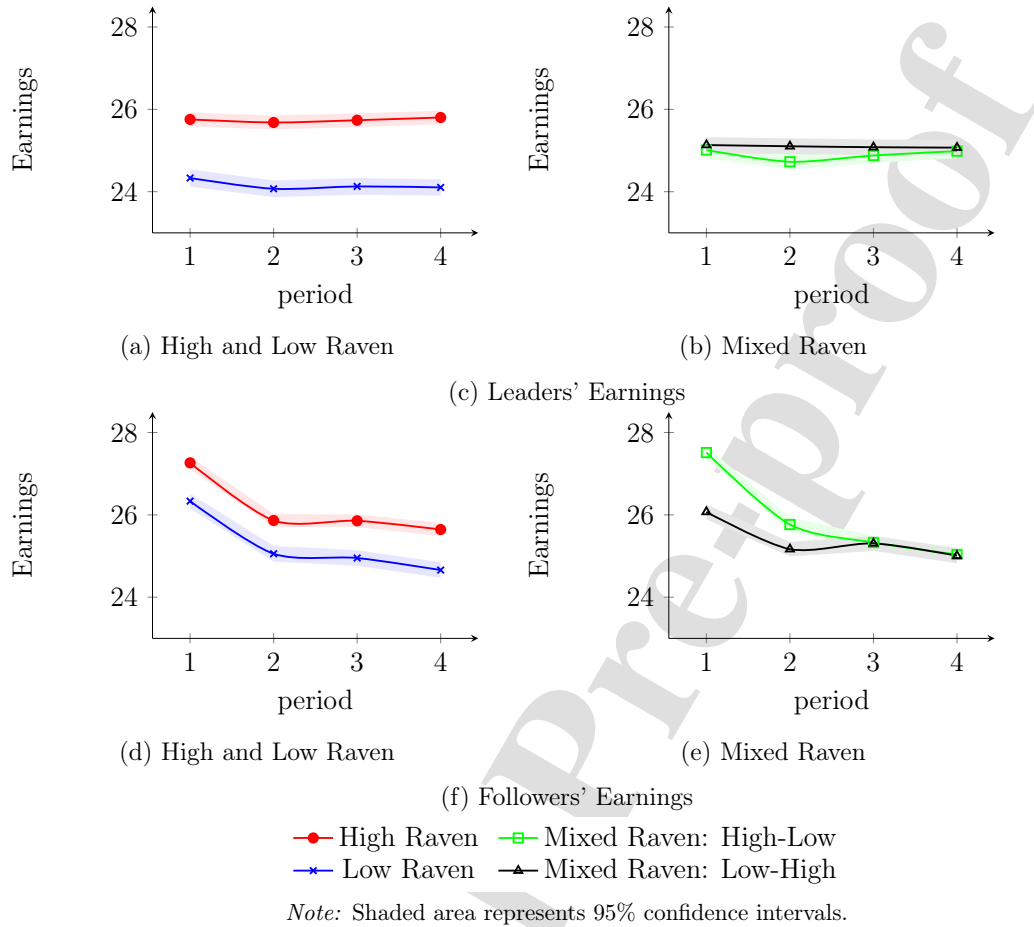 28
26
24
Earnings
1 2 3 4
period
(a) High and Low Raven
28
26
24
Earnings
1 2 3 4
period
(b) Mixed Raven
(c) Leaders' Earnings
28
26
24
Earnings
1 2 3 4
period
(d) High and Low Raven
28
26
24
Earnings
1 2 3 4
period
(e) Mixed Raven
(f) Followers' Earnings
High Raven Mixed Raven: High-Low
Low Raven Mixed Raven: Low-High
Note: Shaded area represents 95% confidence intervals.
Pre-proof